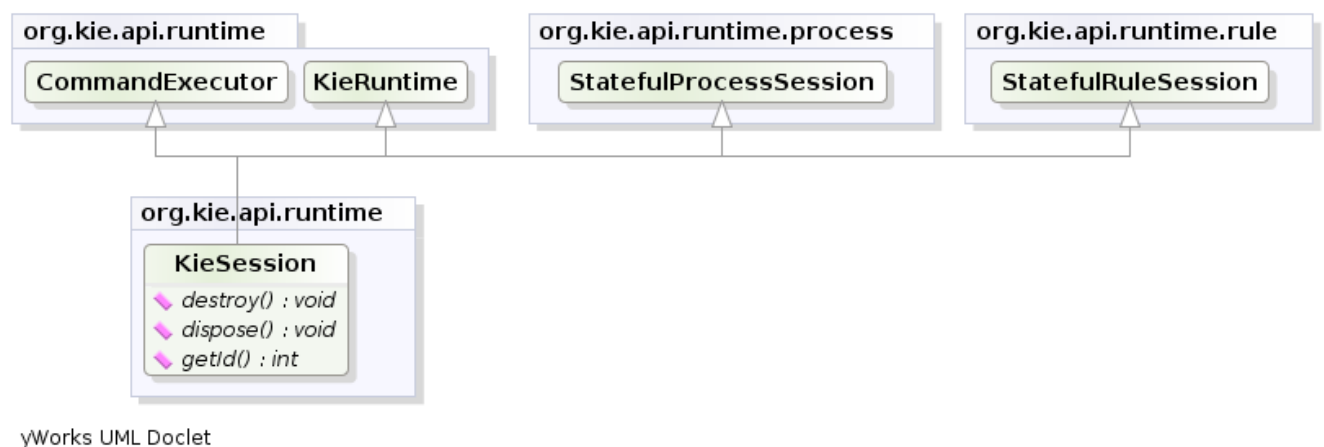 org.kie.api.runtime
CommandExecutor
KieRuntime
org.kie.api.runtime.process
StatefulProcessSession
org.kie.api.runtime.rule
StatefulRuleSession
org.kie.api.runtime
KieSession
destroy() : void
dispose() : void
getId() : int
yWorks UML Doclet